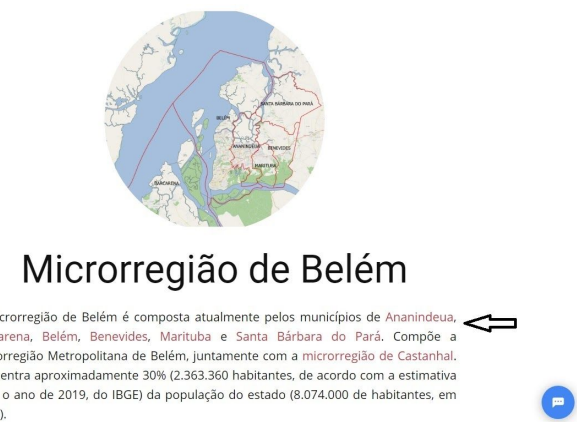 SANTA BÁRBARA DO PARÁ
BELÉM
ANANINDEUA
BENEVIDES
MARITUBA
BARCARENA
Microrregião de Belém
crorregião de Belém é composta atualmente pelos municípios de Ananindeua,
arena, Belém, Benevides, Marituba e Santa Bárbara do Pará. Compõe a
orregião Metropolitana de Belém, juntamente com a microrregião de Castanhal.
entra aproximadamente 30% (2.363.360 habitantes, de acordo com a estimativa
o ano de 2019, do IBGE) da população do estado (8.074.000 de habitantes, em
).